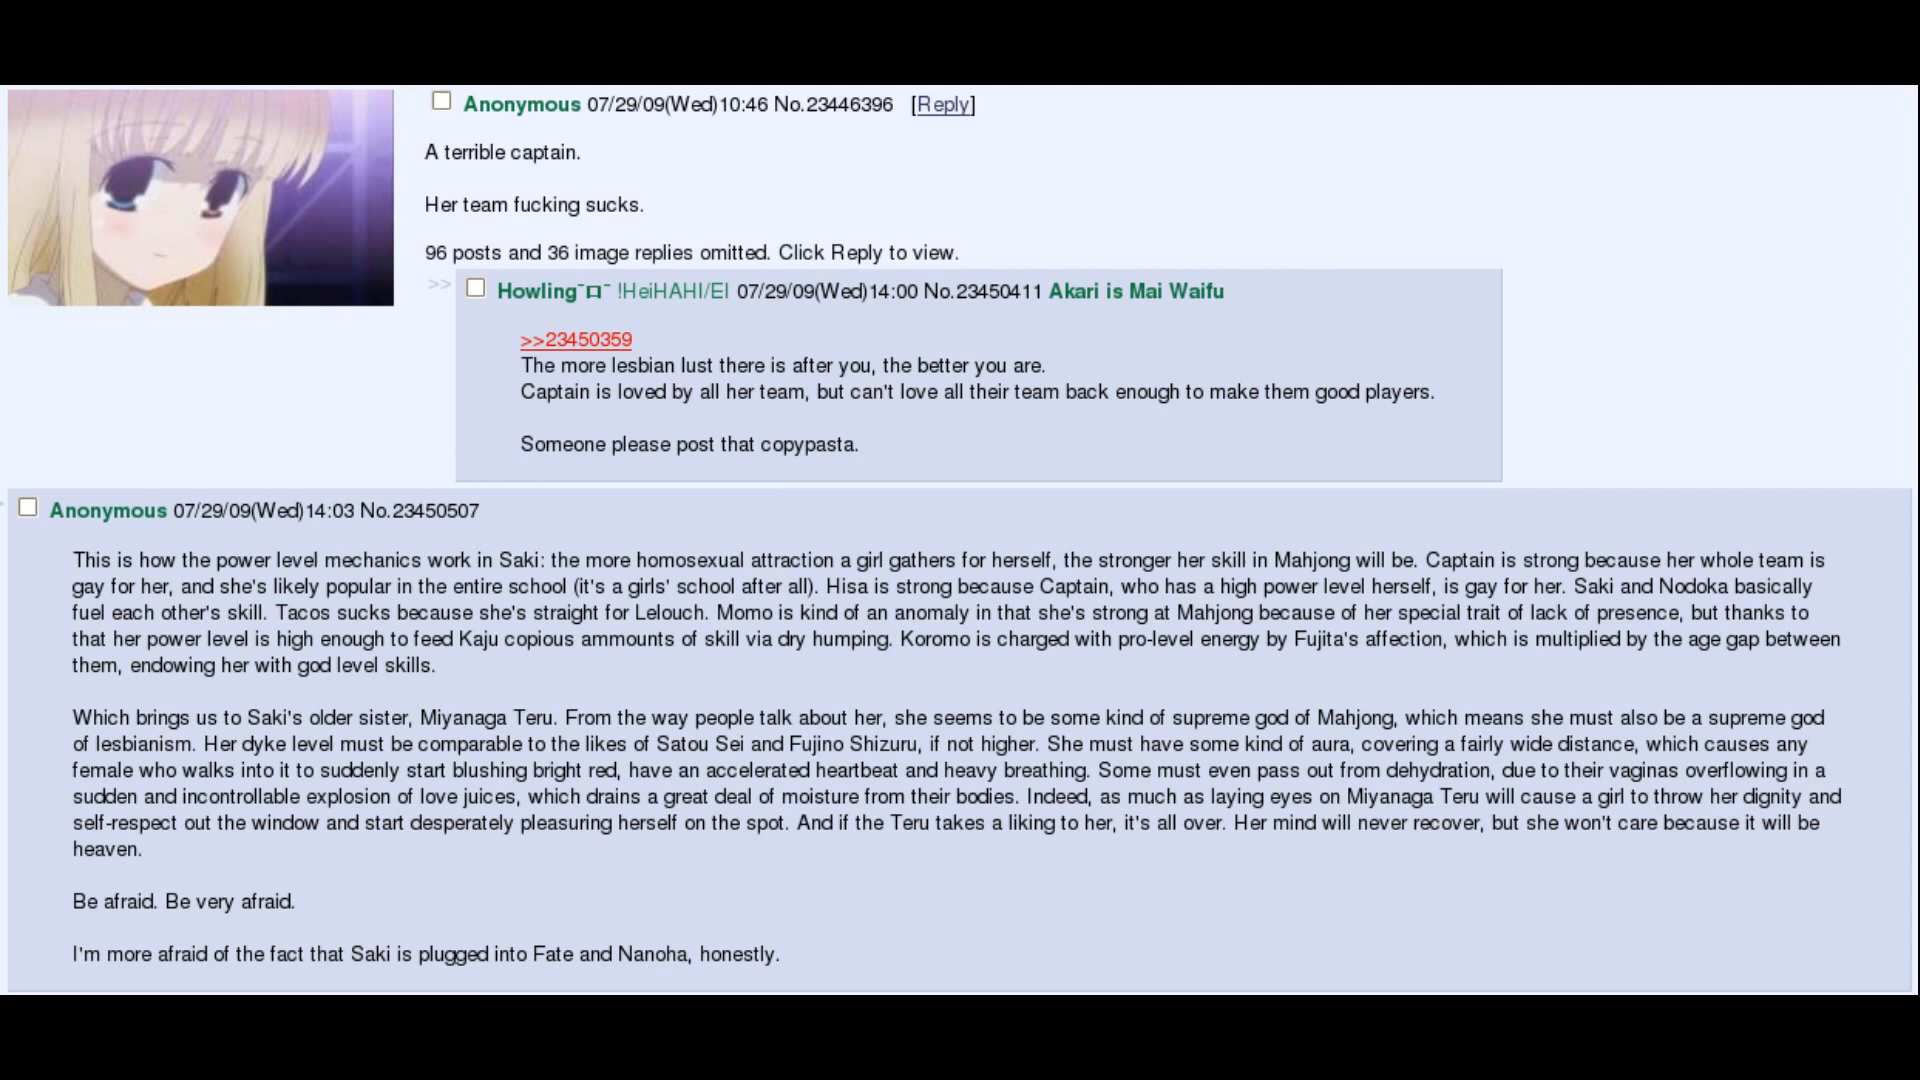 Anonymous 07/29/09(Wed)10:46 No.23446396 [Reply]
A terrible captain.
Her team fucking sucks.
96 posts and 36 image replies omitted. Click Reply to view.
>> Howling¯ロ¯ !HeiHAHI/EI 07/29/09(Wed)14:00 No.23450411 Akari is Mai Waifu
>>23450359
The more lesbian lust there is after you, the better you are.
Captain is loved by all her team, but can't love all their team back enough to make them good players.
Someone please post that copypasta.
Anonymous 07/29/09(Wed)14:03 No.23450507
This is how the power level mechanics work in Saki: the more homosexual attraction a girl gathers for herself, the stronger her skill in Mahjong will be. Captain is strong because her whole team is
gay for her, and she's likely popular in the entire school (it's a girls' school after all). Hisa is strong because Captain, who has a high power level herself, is gay for her. Saki and Nodoka basically
fuel each other's skill. Tacos sucks because she's straight for Lelouch. Momo is kind of an anomaly in that she's strong at Mahjong because of her special trait of lack of presence, but thanks to
that her power level is high enough to feed Kaju copious ammounts of skill via dry humping. Koromo is charged with pro-level energy by Fujita's affection, which is multiplied by the age gap between
them, endowing her with god level skills.
Which brings us to Saki's older sister, Miyanaga Teru. From the way people talk about her, she seems to be some kind of supreme god of Mahjong, which means she must also be a supreme god
of lesbianism. Her dyke level must be comparable to the likes of Satou Sei and Fujino Shizuru, if not higher. She must have some kind of aura, covering a fairly wide distance, which causes any
female who walks into it to suddenly start blushing bright red, have an accelerated heartbeat and heavy breathing. Some must even pass out from dehydration, due to their vaginas overflowing in a
sudden and incontrollable explosion of love juices, which drains a great deal of moisture from their bodies. Indeed, as much as laying eyes on Miyanaga Teru will cause a girl to throw her dignity and
self-respect out the window and start desperately pleasuring herself on the spot. And if the Teru takes a liking to her, it's all over. Her mind will never recover, but she won't care because it will be
heaven.
Be afraid. Be very afraid.
I'm more afraid of the fact that Saki is plugged into Fate and Nanoha, honestly.